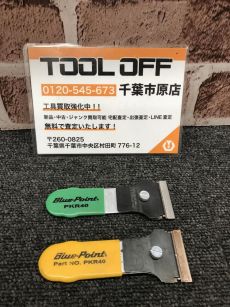 TOOL OFF
0120-545-673 千葉市原店
工具買取強化中！！
新品・中古・ジャンク買取可能 宅配査定・出張査定・LINE査定
無料で査定いたします！
〒260-0825
千葉県千葉市中央区村田町 776-12
Blue-Point
PKR40
Blue-Point
Part No. PKR40